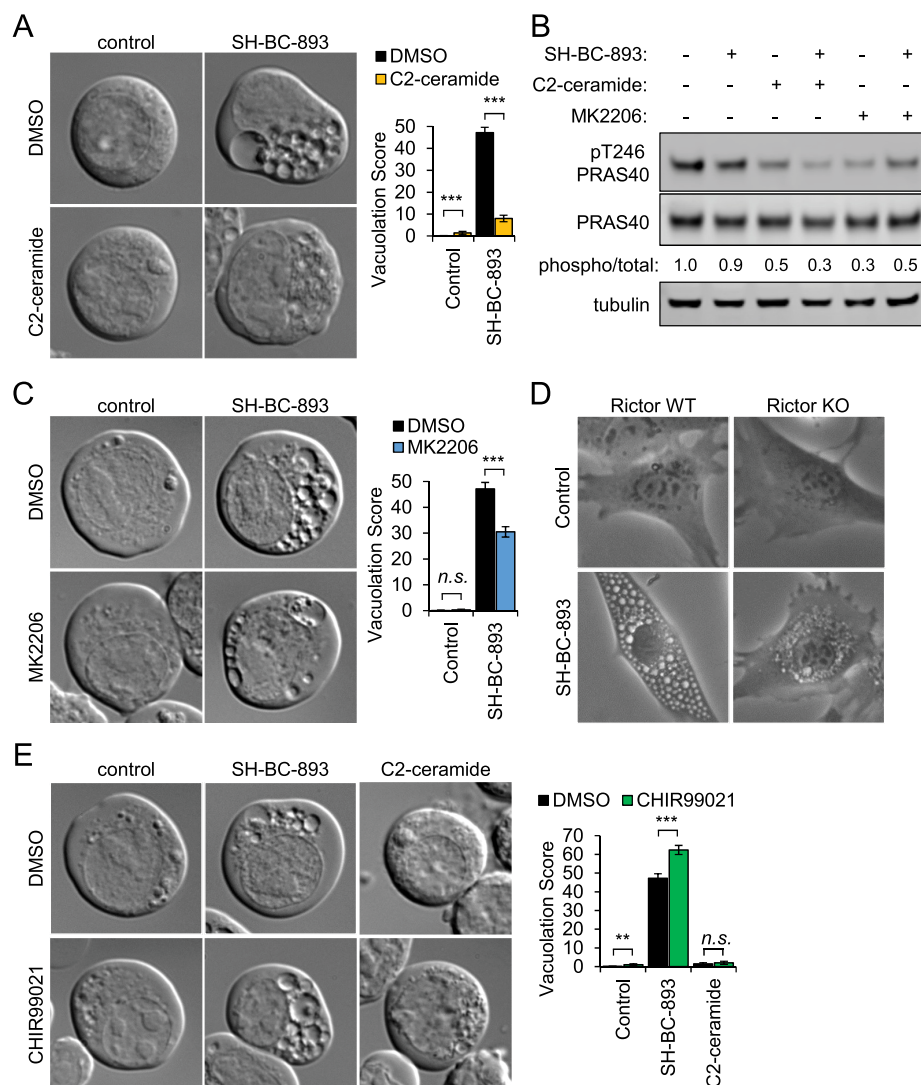 A
control SH-BC-893
DMSO
C2-ceramide
DMSO
C2-ceramide
Vacuolation Score
50
40
30
20
10
0
***
***
Control
SH-BC-893
B
SH-BC-893: - + - + - +
C2-ceramide: - - + + - -
MK2206: - - - - + +
pT246
PRAS40
PRAS40
phospho/total: 1.0 0.9 0.5 0.3 0.3 0.5
tubulin
C
control SH-BC-893
DMSO
MK2206
DMSO
MK2206
Vacuolation Score
50
40
30
20
10
0
n.s.
***
Control
SH-BC-893
D
Rictor WT Rictor KO
Control
SH-BC-893
E
control SH-BC-893 C2-ceramide
DMSO
CHIR99021
DMSO CHIR99021
Vacuolation Score
70
60
50
40
30
20
10
0
**
***
n.s.
Control
SH-BC-893
C2-ceramide